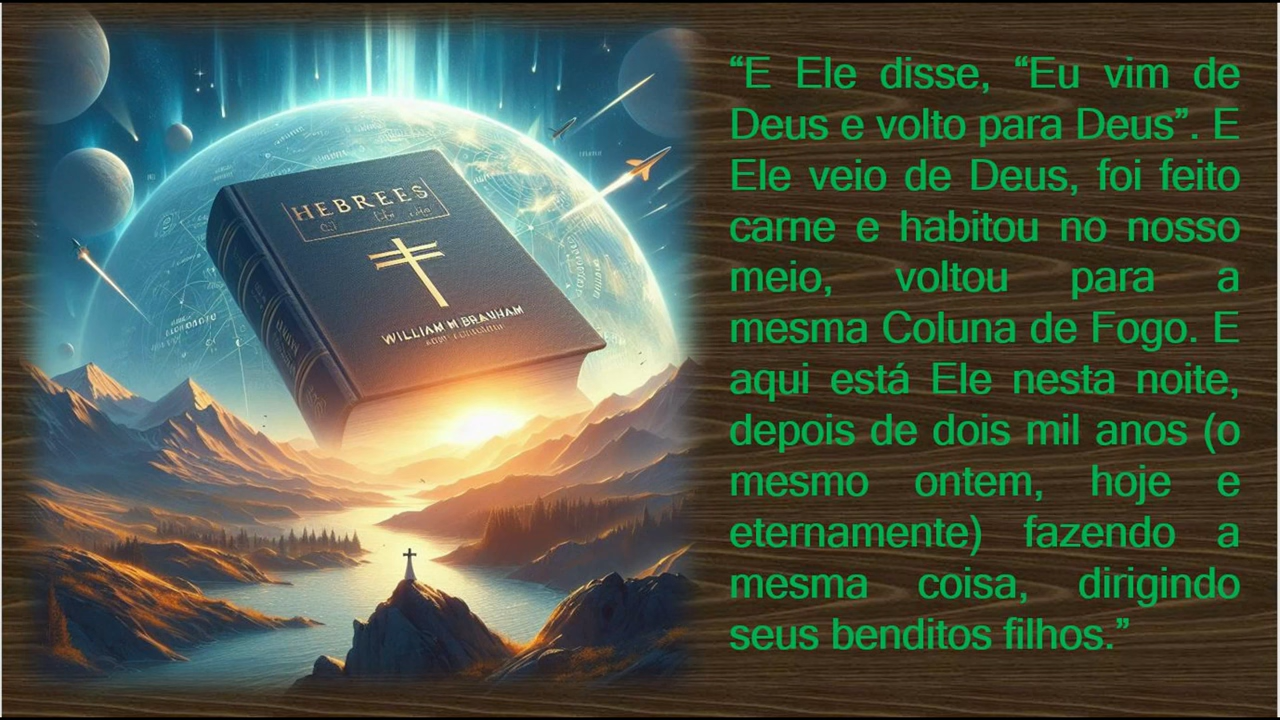 HEBREES
WILLIAM M BRAUHAM
“E Ele disse, “Eu vim de
Deus e volto para Deus”. E
Ele veio de Deus, foi feito
carne e habitou no nosso
meio, voltou para a
mesma Coluna de Fogo. E
aqui está Ele nesta noite,
depois de dois mil anos (o
mesmo ontem, hoje e
eternamente) fazendo a
mesma coisa, dirigindo
seus benditos filhos.”